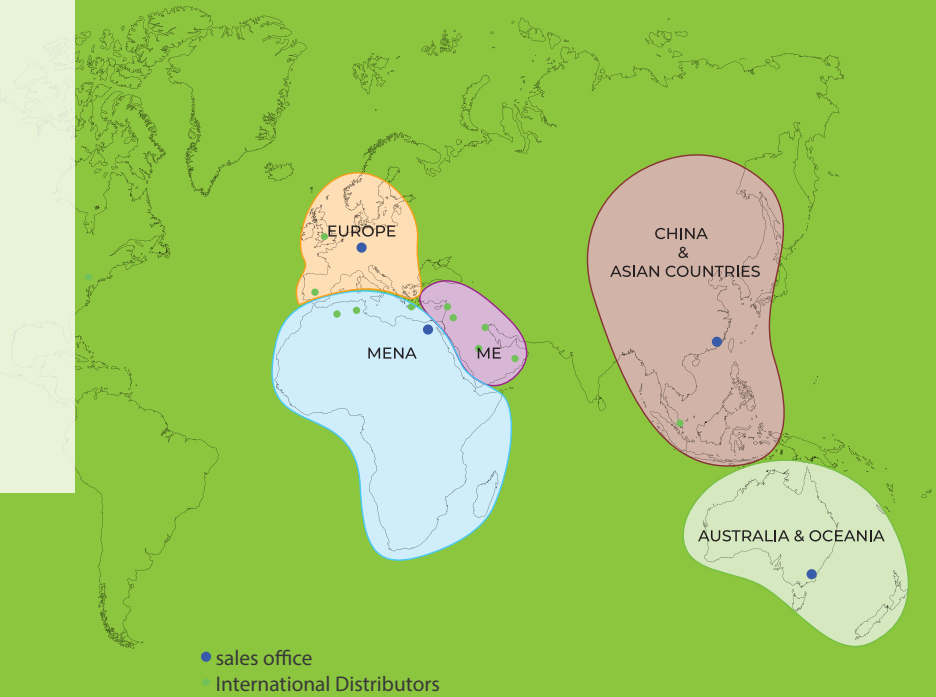 EUROPE
CHINA
&
ASIAN COUNTRIES
MENA
ME
AUSTRALIA & OCEANIA
sales office
International Distributors